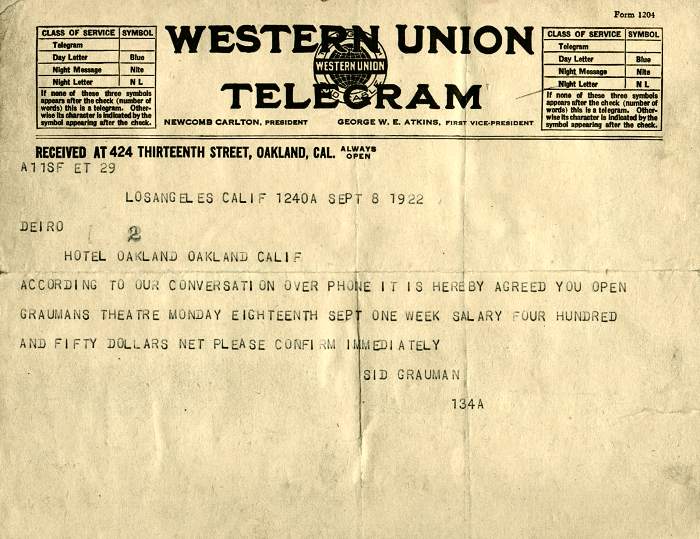 Form 1204
CLASS OF SERVICE SYMBOL
Telegram
Day Letter Blue
Night Message Nite
Night Letter N L
If none of these three symbols
appears after the check (number of
words) this is a telegram. Other-
wise its character is indicated by the
symbol appearing after the check.
WESTERN UNION
WESTERN UNION
TELEGRAM
NEWCOMB CARLTON, PRESIDENT GEORGE W. E. ATKINS, FIRST VICE-PRESIDENT
CLASS OF SERVICE SYMBOL
Telegram
Day Letter Blue
Night Message Nite
Night Letter N L
If none of these three symbols
appears after the check (number of
words) this is a telegram. Other-
wise its character is indicated by the
symbol appearing after the check.
RECEIVED AT 424 THIRTEENTH STREET, OAKLAND, CAL. ALWAYS
OPEN
A11SF ET 29
LOSANGELES CALIF 1240A SEPT 8 1922
DEIRO
2
HOTEL OAKLAND OAKLAND CALIF
ACCORDING TO OUR CONVERSATION OVER PHONE IT IS HEREBY AGREED YOU OPEN
GRAUMANS THEATRE MONDAY EIGHTEENTH SEPT ONE WEEK SALARY FOUR HUNDRED
AND FIFTY DOLLARS NET PLEASE CONFIRM IMMEDIATELY
SID GRAUMAN
134A